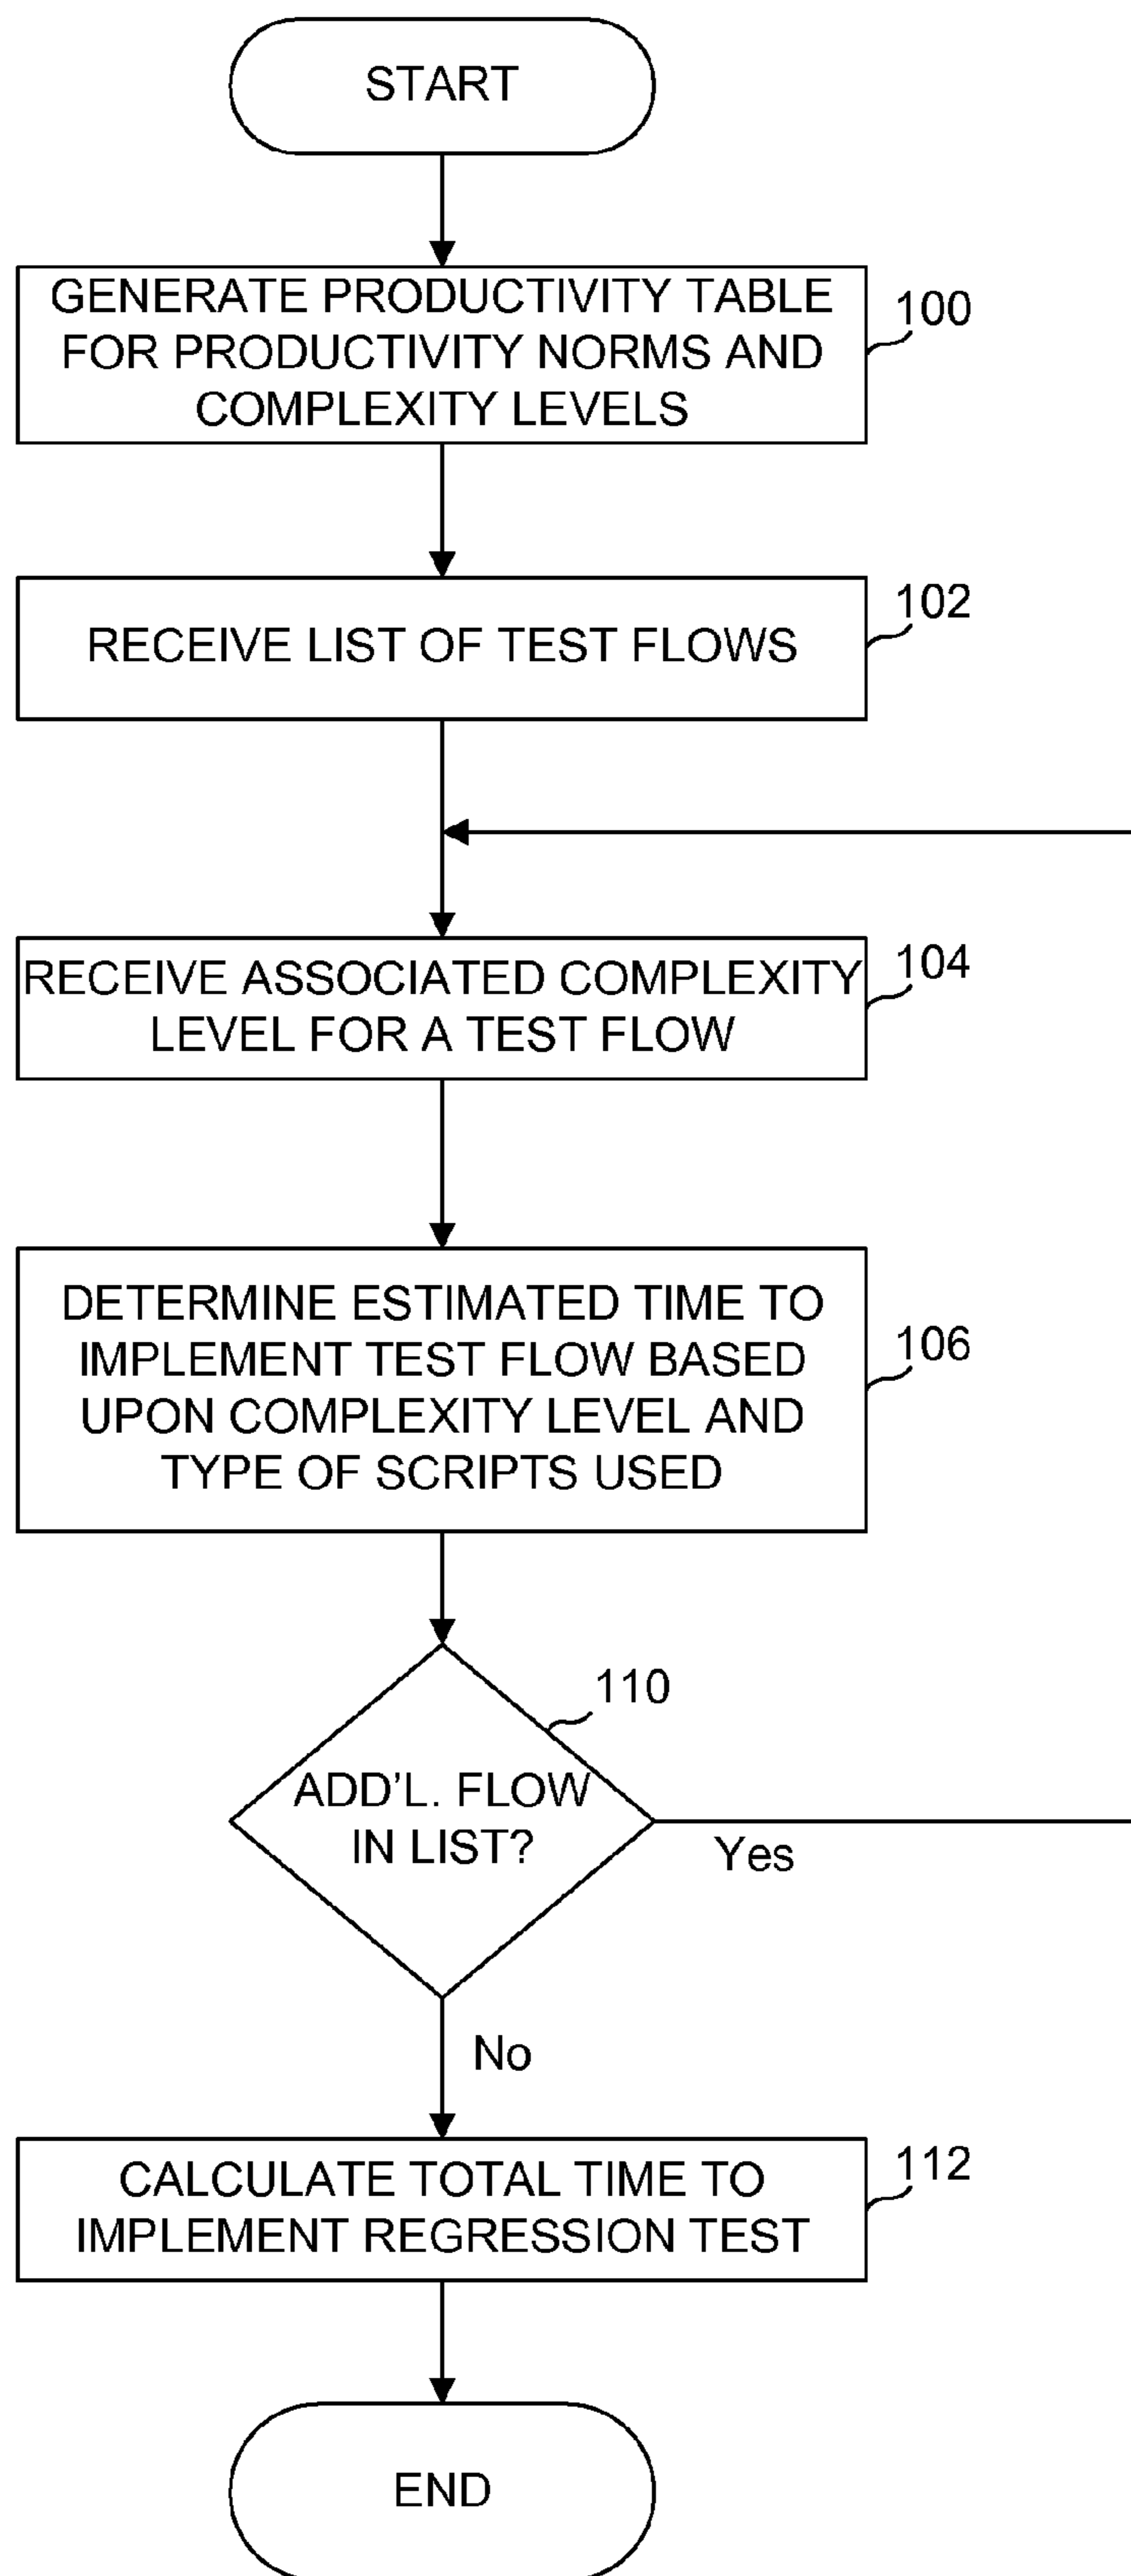 START
GENERATE PRODUCTIVITY TABLE
FOR PRODUCTIVITY NORMS AND
COMPLEXITY LEVELS
100
RECEIVE LIST OF TEST FLOWS
102
RECEIVE ASSOCIATED COMPLEXITY
LEVEL FOR A TEST FLOW
104
DETERMINE ESTIMATED TIME TO
IMPLEMENT TEST FLOW BASED
UPON COMPLEXITY LEVEL AND
TYPE OF SCRIPTS USED
106
110
ADD'L. FLOW
IN LIST?
Yes
No
CALCULATE TOTAL TIME TO
IMPLEMENT REGRESSION TEST
112
END